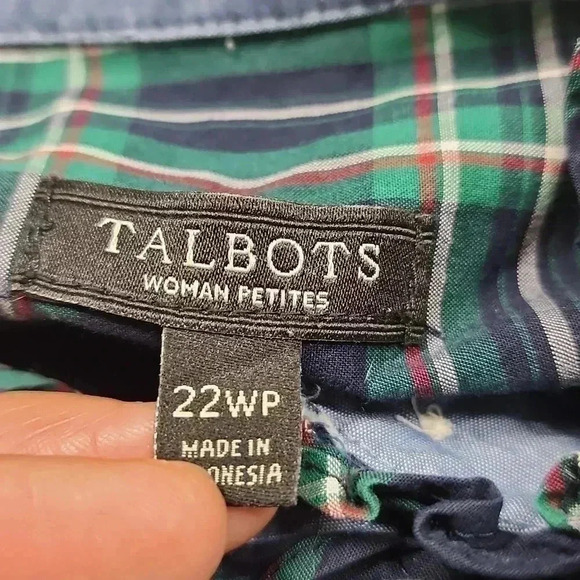 TALBOTS
WOMAN PETITES
22WP
MADE IN
ONESIA